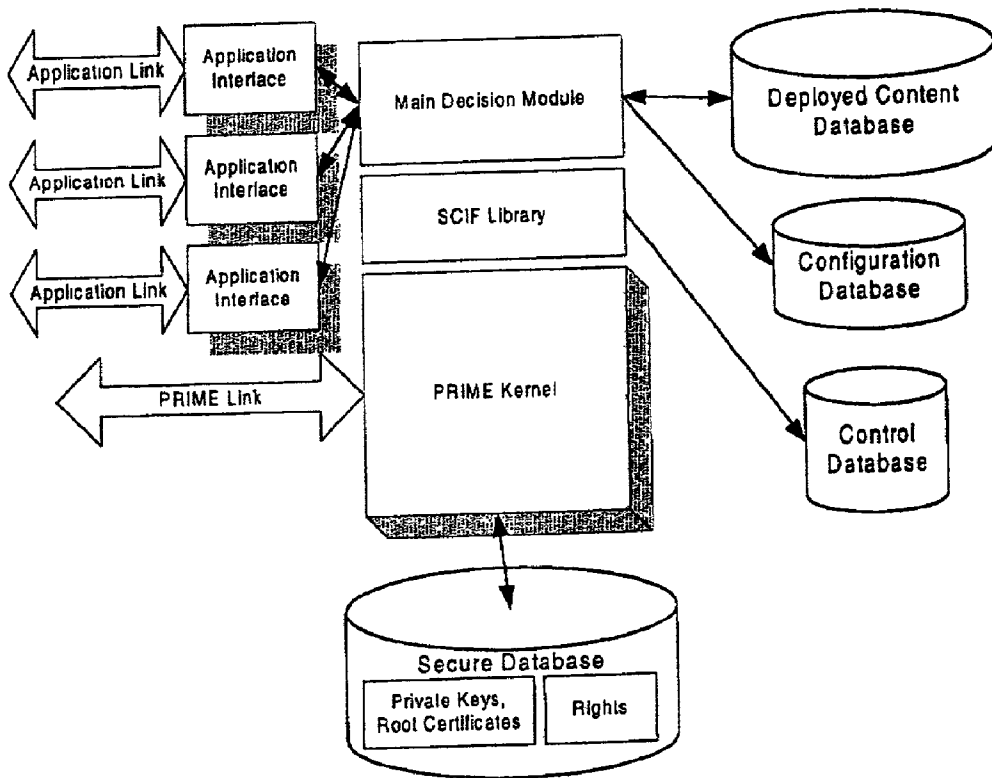 Application Link
Application
Interface
Main Decision Module
Deployed Content
Database
Application Link
Application
Interface
SCIF Library
Configuration
Database
Application Link
Application
Interface
PRIME Link
PRIME Kernel
Control
Database
Secure Database
Private Keys,
Root Certificates
Rights